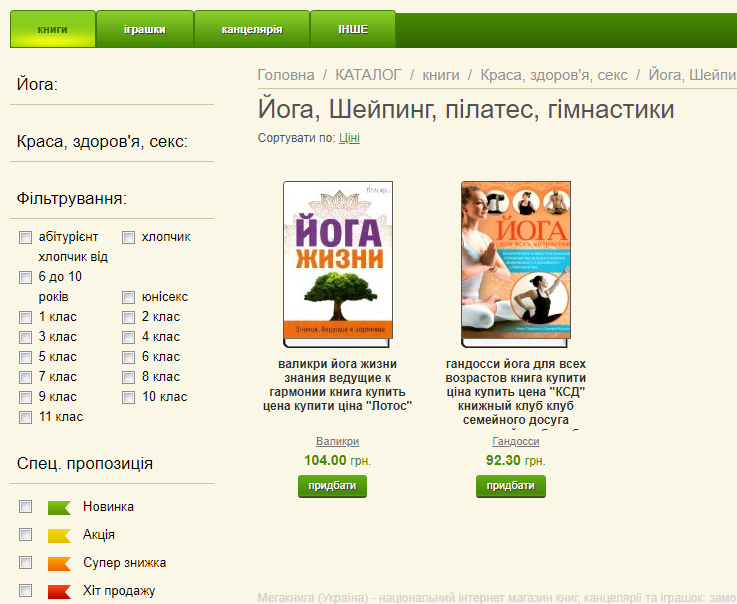 книги іграшки канцелярія ІНШЕ
Йога:
Краса, здоров'я, секс:
Фільтрування:
абітурієнт хлопчик
хлопчик від
6 до 10
років юнісекс
1 клас 2 клас
3 клас 4 клас
5 клас 6 клас
7 клас 8 клас
9 клас 10 клас
11 клас
Спец. пропозиція
Новинка
Акція
Супер знижка
Хіт продажу
Головна / КАТАЛОГ / книги / Краса, здоров'я, секс / Йога, Шейпи
Йога, Шейпинг, пілатес, гімнастики
Сортувати по: Ціні
ЙОГА
ЖИЗНИ
Знания, Ведущие к гармонии
валикри йога жизни
знания ведущие к
гармонии книга купить
цена купити ціна "Лотос"
Валикри
104.00 грн.
придбати
ЙОГА
для всех возрастов
гандосси йога для всех
возрастов книга купити
ціна купить цена "КСД"
книжный клуб клуб
семейного досуга
Гандосси
92.30 грн.
придбати
Мегакнига (Україна) - національний інтернет магазин книг, канцелярії та іграшок: замо